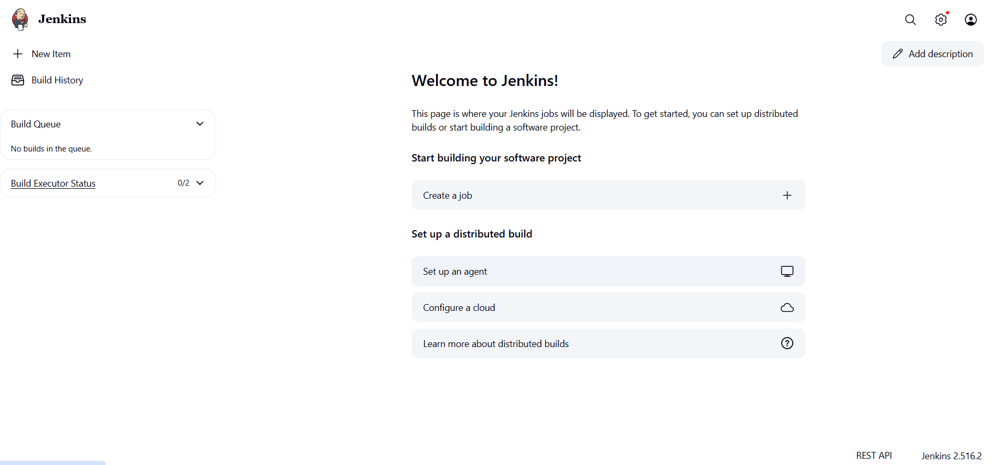 Jenkins
New Item
Build History
Build Queue
No builds in the queue.
Build Executor Status
0/2
Add description
Welcome to Jenkins!
This page is where your Jenkins jobs will be displayed. To get started, you can set up distributed
builds or start building a software project.
Start building your software project
Create a job
Set up a distributed build
Set up an agent
Configure a cloud
Learn more about distributed builds
REST API
Jenkins 2.516.2